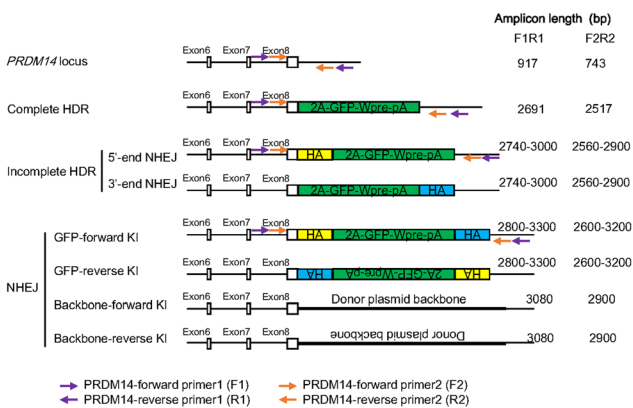 Amplicon length (bp)
F1R1 F2R2
Exon6 Exon7 Exon8
PRDM14 locus 917 743
Exon6 Exon7 Exon8
Complete HDR 2A-GFP-Wpre-pA 2691 2517
Exon6 Exon7 Exon8
5'-end NHEJ HA 2A-GFP-Wpre-pA 2740-3000 2560-2900
Incomplete HDR
Exon6 Exon7 Exon8
3'-end NHEJ 2A-GFP-Wpre-pA HA 2740-3000 2560-2900
Exon6 Exon7 Exon8
GFP-forward KI HA 2A-GFP-Wpre-pA HA 2800-3300 2600-3200
Exon6 Exon7 Exon8
GFP-reverse KI HA 2A-GFP-Wpre-pA HA 2800-3300 2600-3200
NHEJ
Exon6 Exon7 Exon8
Backbone-forward KI Donor plasmid backbone 3080 2900
Exon6 Exon7 Exon8
Backbone-reverse KI Donor plasmid backbone 3080 2900
PRDM14-forward primer1 (F1) PRDM14-forward primer2 (F2)
PRDM14-reverse primer1 (R1) PRDM14-reverse primer2 (R2)